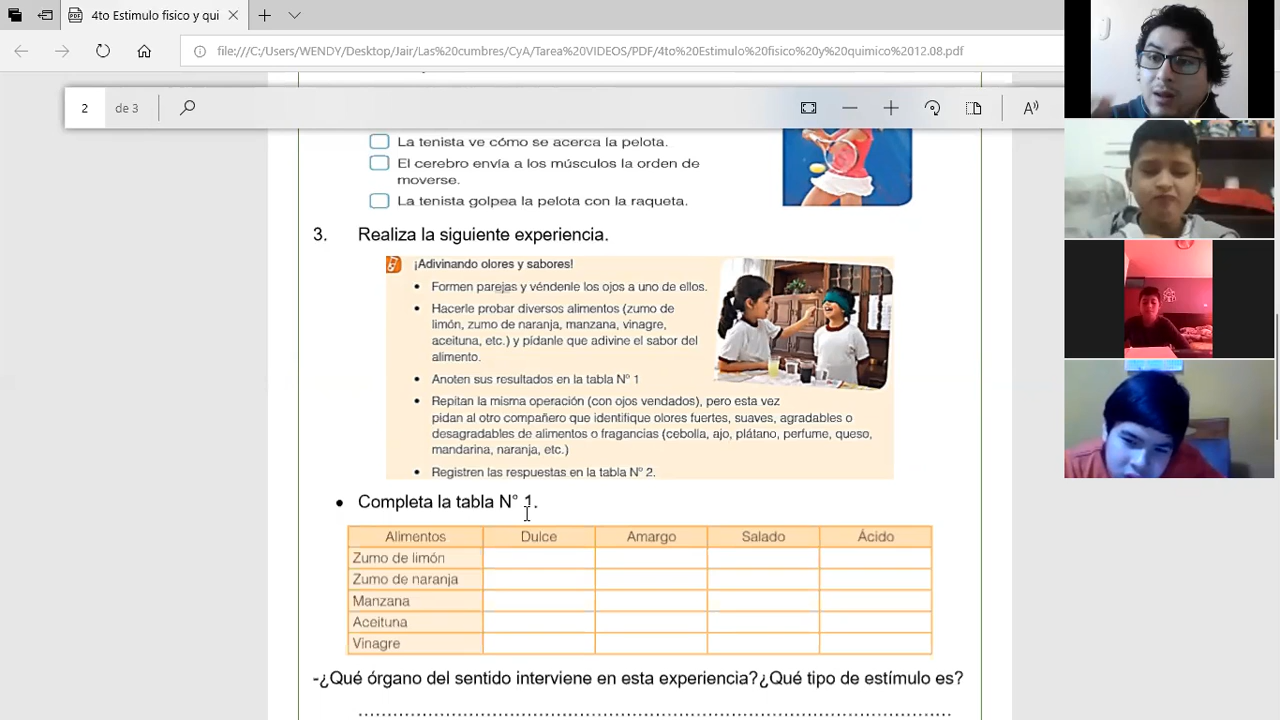 4to Estimulo fisico y qui
file:///C:/Users/WENDY/Desktop/Jair/Las%20cumbres/CyA/Tarea%20VIDEOS/PDF/4to%20Estimulo%20fisico%20y%20quimico%2012.08.pdf
2 de 3
La tenista ve cómo se acerca la pelota.
El cerebro envía a los músculos la orden de
moverse.
La tenista golpea la pelota con la raqueta.
3. Realiza la siguiente experiencia.
¡Adivinando olores y sabores!
• Formen parejas y véndenle los ojos a uno de ellos.
• Hacerle probar diversos alimentos (zumo de
limón, zumo de naranja, manzana, vinagre,
aceituna, etc.) y pídanle que adivine el sabor del
alimento.
• Anoten sus resultados en la tabla N° 1
• Repitan la misma operación (con ojos vendados), pero esta vez
pidan al otro compañero que identifique olores fuertes, suaves, agradables o
desagradables de alimentos o fragancias (cebolla, ajo, plátano, perfume, queso,
mandarina, naranja, etc.)
• Registren las respuestas en la tabla N° 2.
• Completa la tabla N° 1.
Alimentos Dulce Amargo Salado Ácido
Zumo de limón
Zumo de naranja
Manzana
Aceituna
Vinagre
-¿Qué órgano del sentido interviene en esta experiencia?¿Qué tipo de estímulo es?